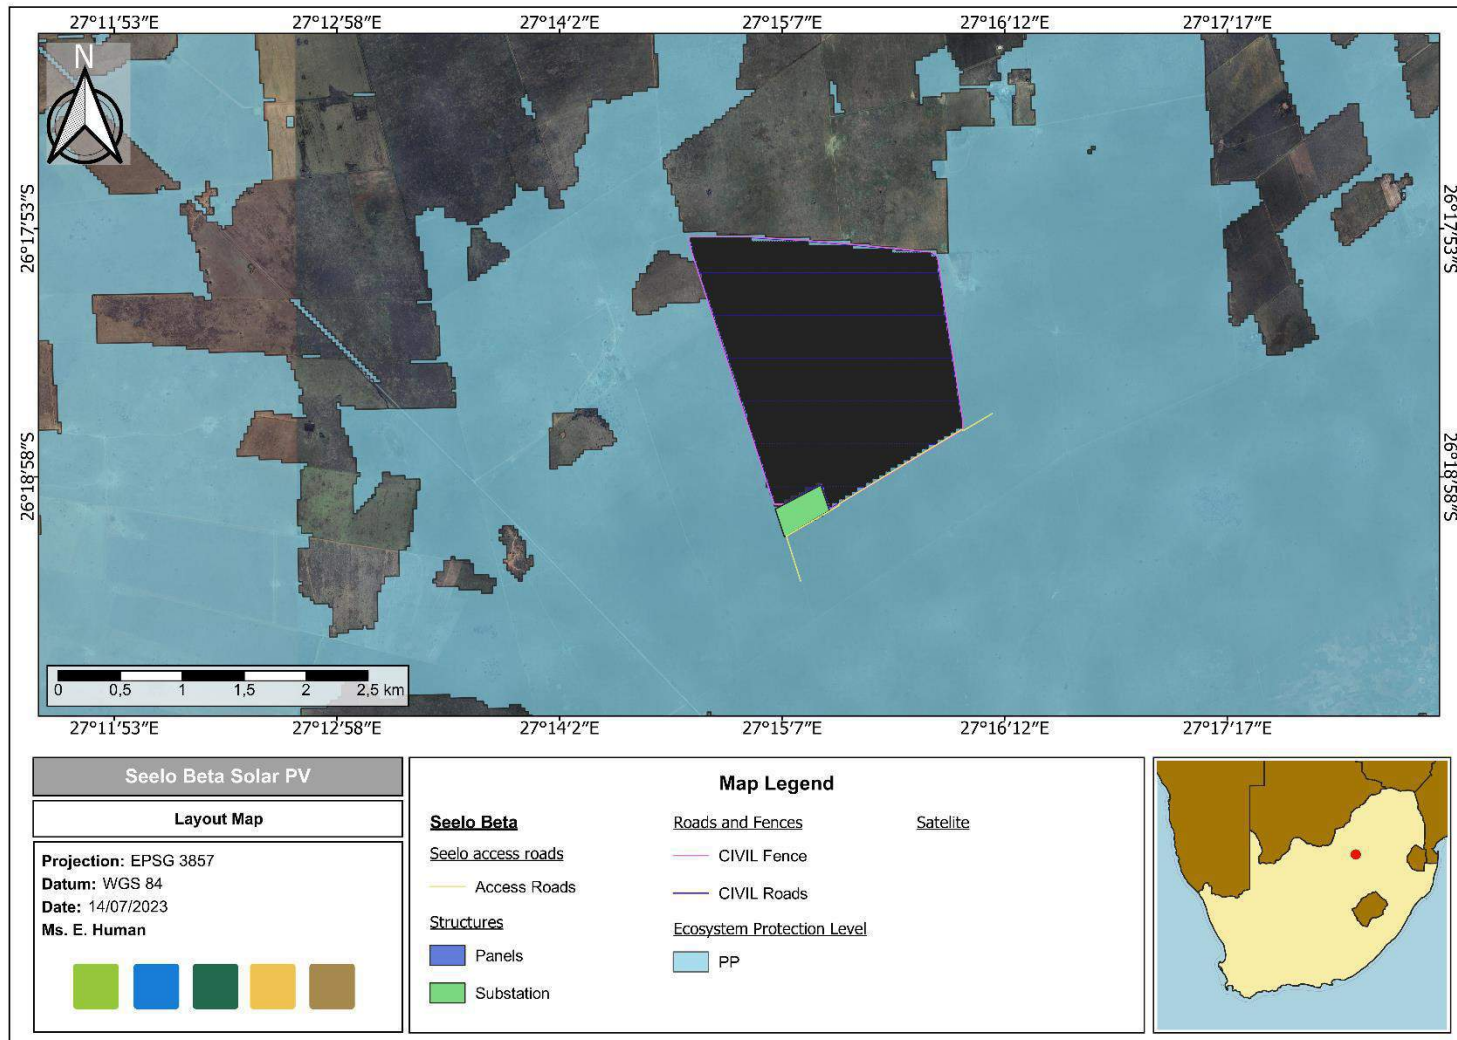 27°11′53″E 27°12′58″E 27°14′2″E 27°15′7″E 27°16′12″E 27°17′17″E
N
26°17′53″S 26°17′53″S
26°18′58″S 26°18′58″S
0 0,5 1 1,5 2 2,5 km
27°11′53″E 27°12′58″E 27°14′2″E 27°15′7″E 27°16′12″E 27°17′17″E
Seelo Beta Solar PV
Layout Map
Projection: EPSG 3857
Datum: WGS 84
Date: 14/07/2023
Ms. E. Human
Map Legend
Seelo Beta
Seelo access roads
Access Roads
Structures
Panels
Substation
Roads and Fences
CIVIL Fence
CIVIL Roads
Ecosystem Protection Level
PP
Satelite